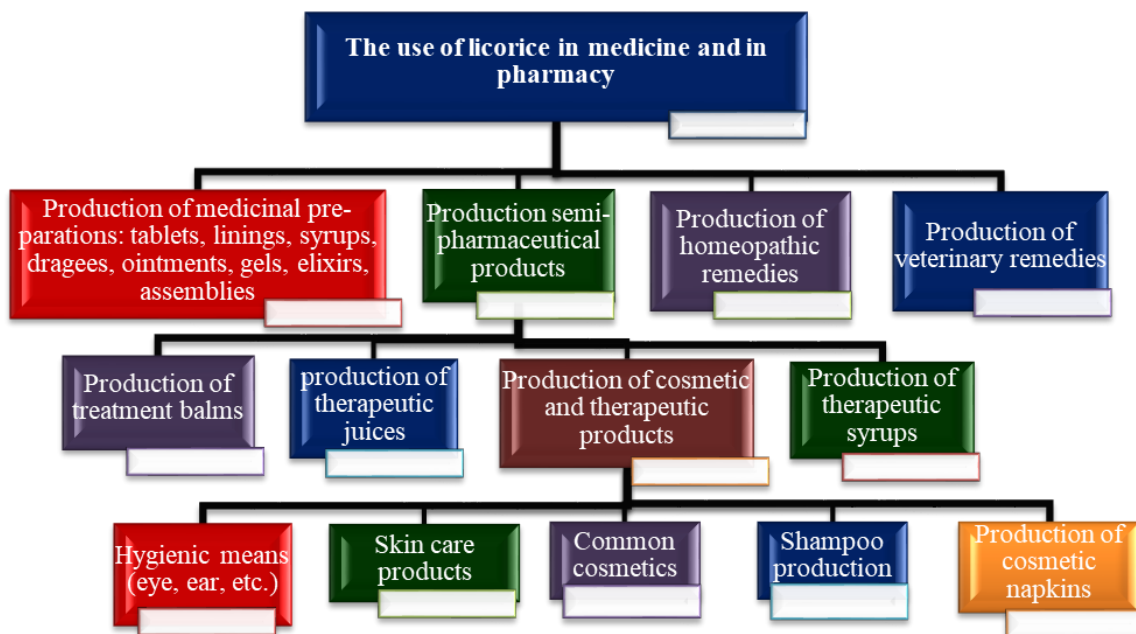 The use of licorice in medicine and in
pharmacy
Production of medicinal pre-
parations: tablets, linings, syrups,
dragees, ointments, gels, elixirs,
assemblies
Production semi-
pharmaceutical
products
Production of
homeopathic
remedies
Production of
veterinary remedies
Production of
treatment balms
production of
therapeutic
juices
Production of cosmetic
and therapeutic
products
Production of
therapeutic
syrups
Hygienic means
(eye, ear, etc.)
Skin care
products
Common
cosmetics
Shampoo
production
Production of
cosmetic
napkins